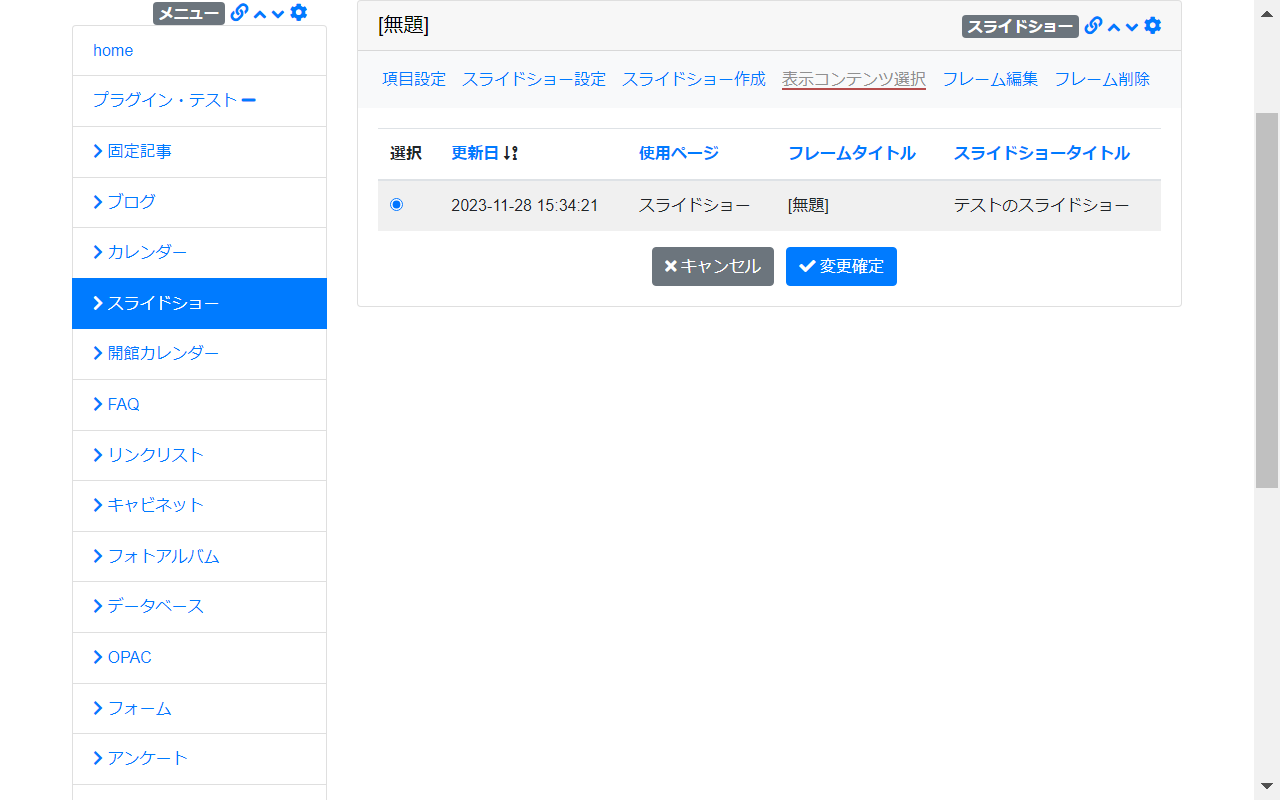 メニュー
home
プラグイン・テスト
固定記事
ブログ
カレンダー
スライドショー
開館カレンダー
FAQ
リンクリスト
キャビネット
フォトアルバム
データベース
OPAC
フォーム
アンケート
[無題] スライドショー
項目設定 スライドショー設定 スライドショー作成 表示コンテンツ選択 フレーム編集 フレーム削除
選択 更新日 使用ページ フレームタイトル スライドショータイトル
2023-11-28 15:34:21 スライドショー [無題] テストのスライドショー
キャンセル 変更確定